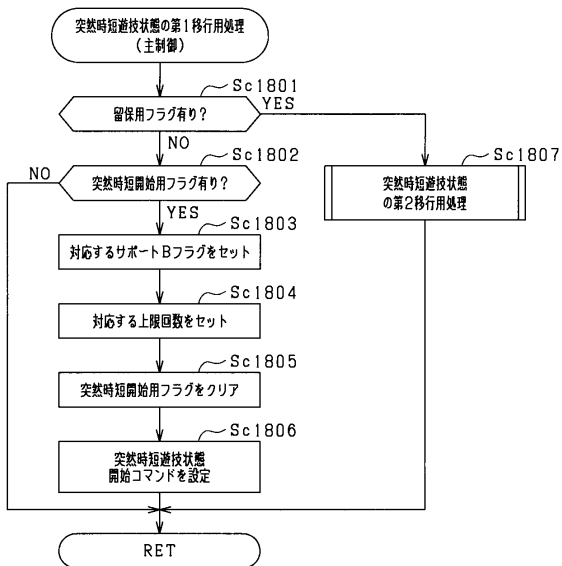 突然時短遊技状態の第1移行用処理
(主制御)
Sc1801
留保用フラグ有り?
YES
NO
Sc1802
突然時短開始用フラグ有り?
NO
YES
Sc1807
突然時短遊技状態
の第2移行用処理
Sc1803
対応するサポートBフラグをセット
Sc1804
対応する上限回数をセット
Sc1805
突然時短開始用フラグをクリア
Sc1806
突然時短遊技状態
開始コマンドを設定
RET